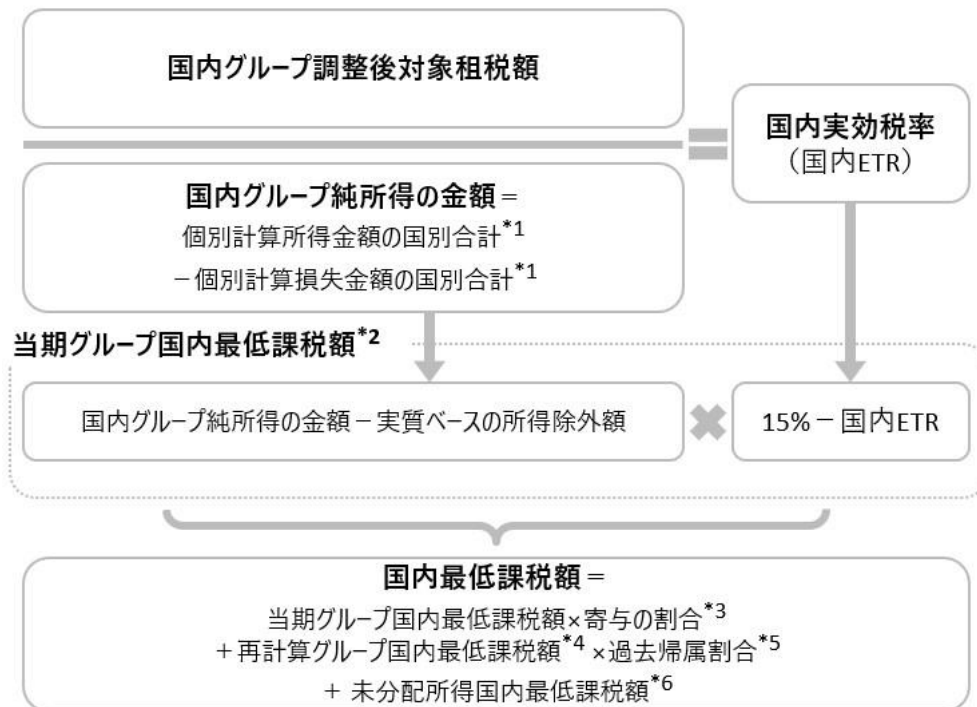 国内グループ調整後対象租税額
=
国内実効税率
（国内ETR）
国内グループ純所得の金額＝
個別計算所得金額の国別合計*1
－個別計算損失金額の国別合計*1
当期グループ国内最低課税額*2
国内グループ純所得の金額－実質ベースの所得除外額
×
15%－国内ETR
国内最低課税額＝
当期グループ国内最低課税額×寄与の割合*3
＋再計算グループ国内最低課税額*4 ×過去帰属割合*5
＋ 未分配所得国内最低課税額*6